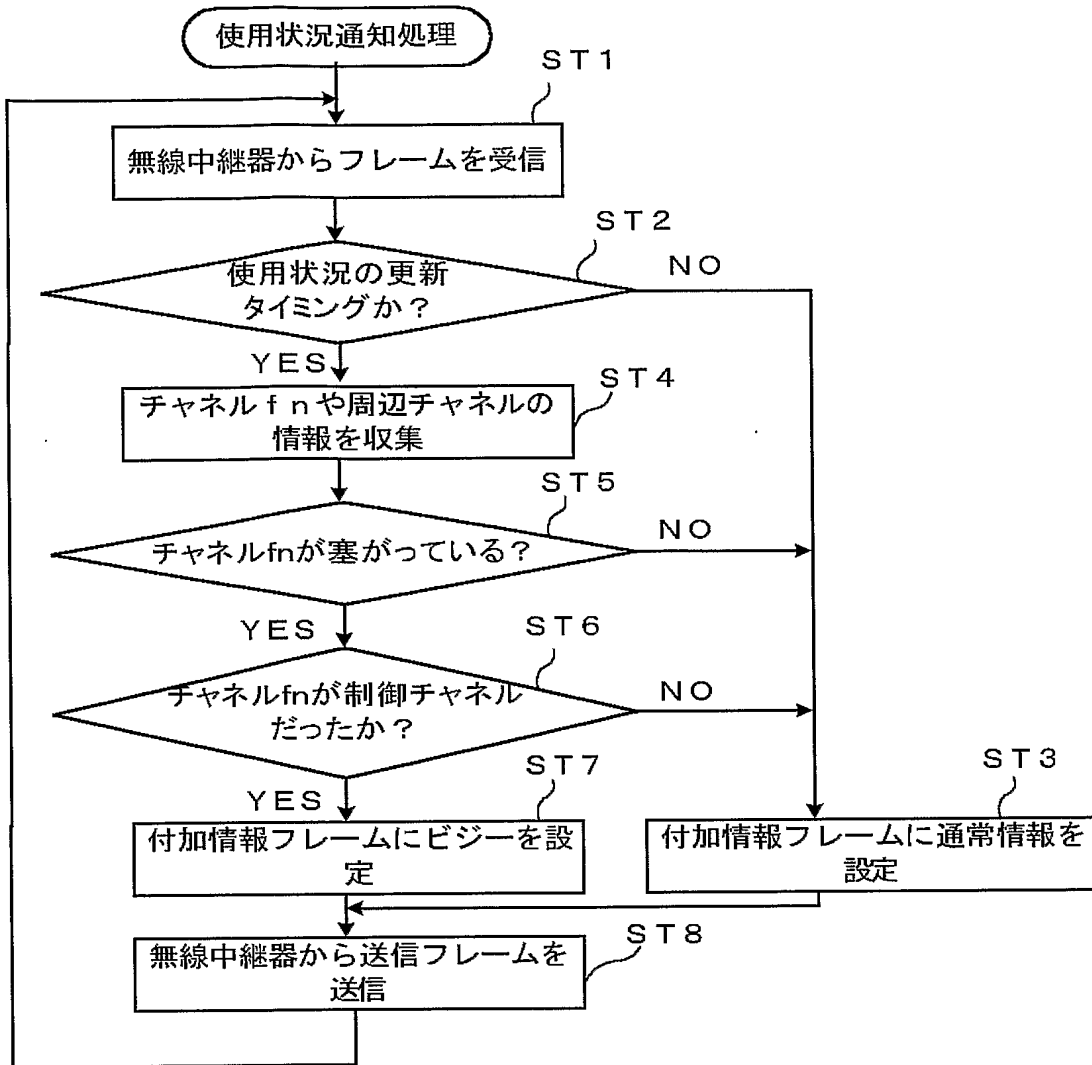 使用状況通知処理
ST1
無線中継器からフレームを受信
ST2
使用状況の更新
タイミングか?
NO
YES
ST4
チャネルfnや周辺チャネルの
情報を収集
ST5
チャネルfnが塞がっている?
NO
YES
ST6
チャネルfnが制御チャネル
だったか?
NO
YES
ST7
付加情報フレームにビジーを設
定
ST3
付加情報フレームに通常情報を
設定
ST8
無線中継器から送信フレームを
送信